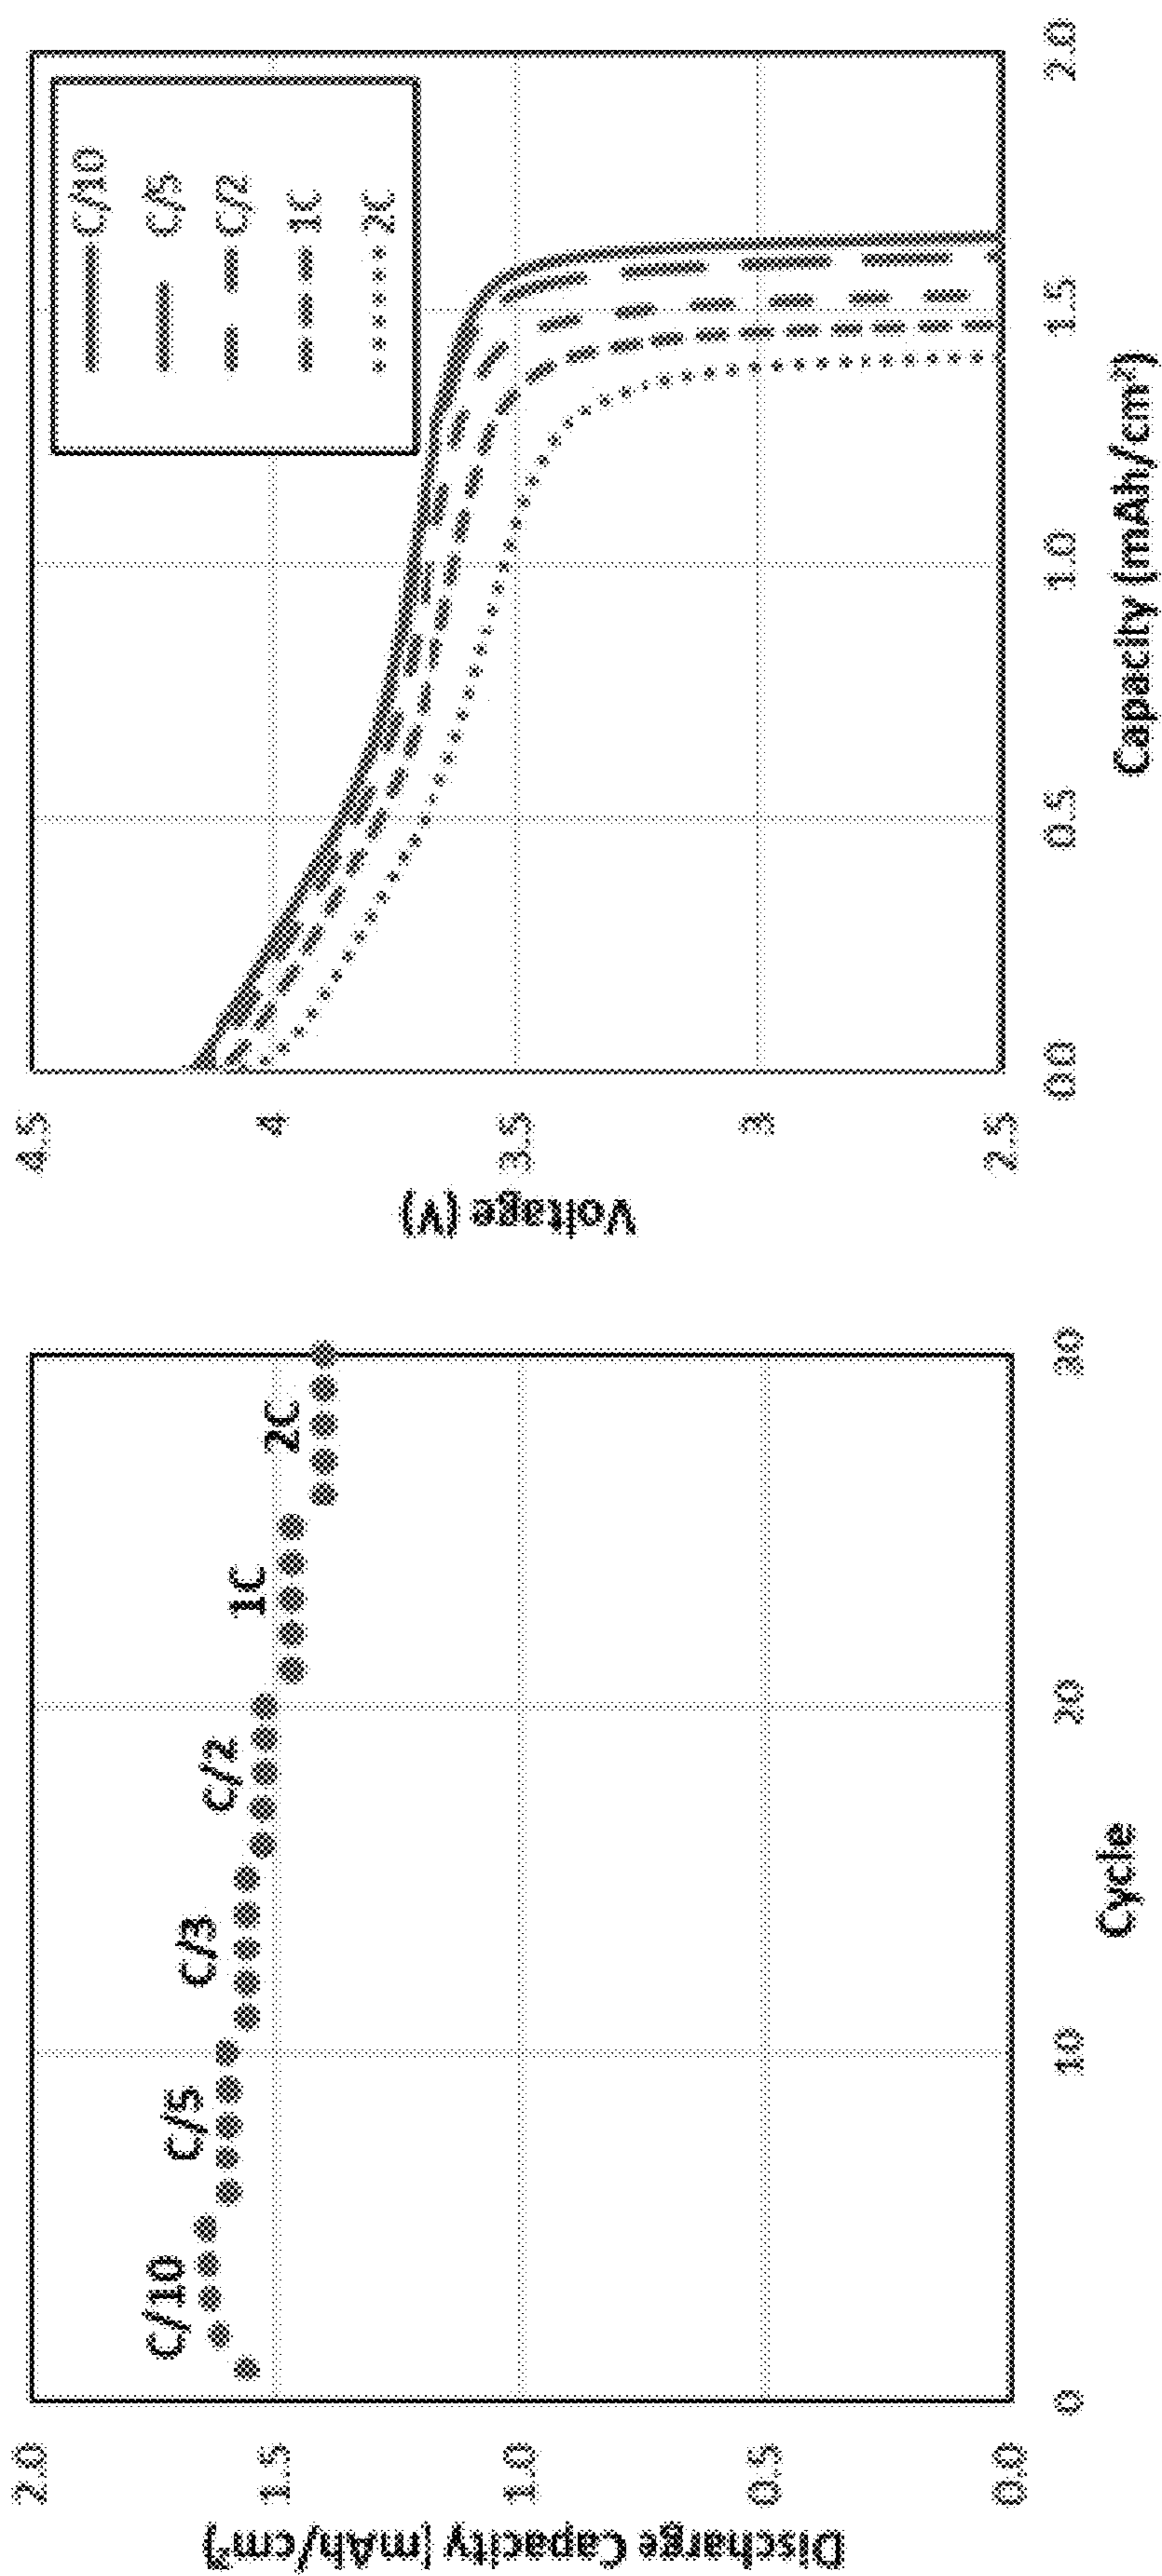 Discharge Capacity (mAh/cm²)
2.0
1.5
1.0
0.5
0.0
C/10
C/5
C/3
C/2
1C
2C
0
10
20
30
Cycle
Voltage (V)
4.5
4
3.5
3
2.5
C/10
C/5
C/2
1C
2C
0.0
0.5
1.0
1.5
2.0
Capacity (mAh/cm²)